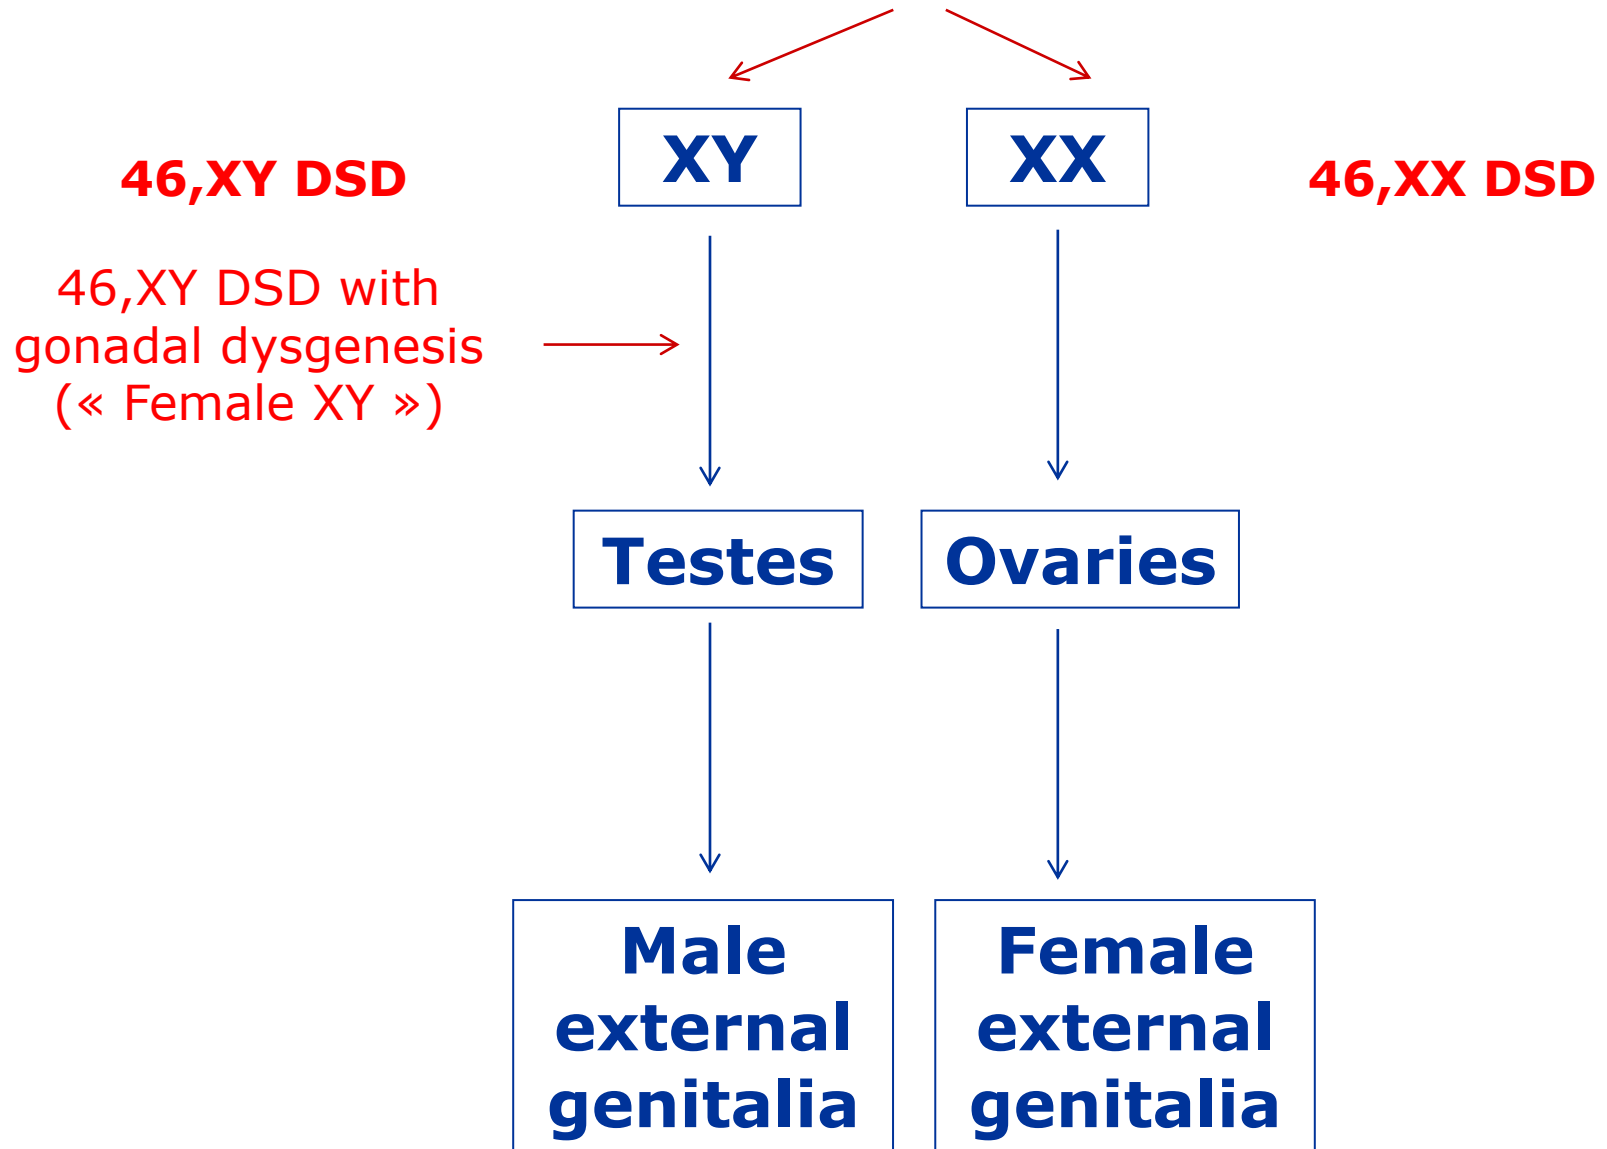 XY
XX
46,XY DSD
46,XX DSD
46,XY DSD with
gonadal dysgenesis
(« Female XY »)
Testes
Ovaries
Male
external
genitalia
Female
external
genitalia